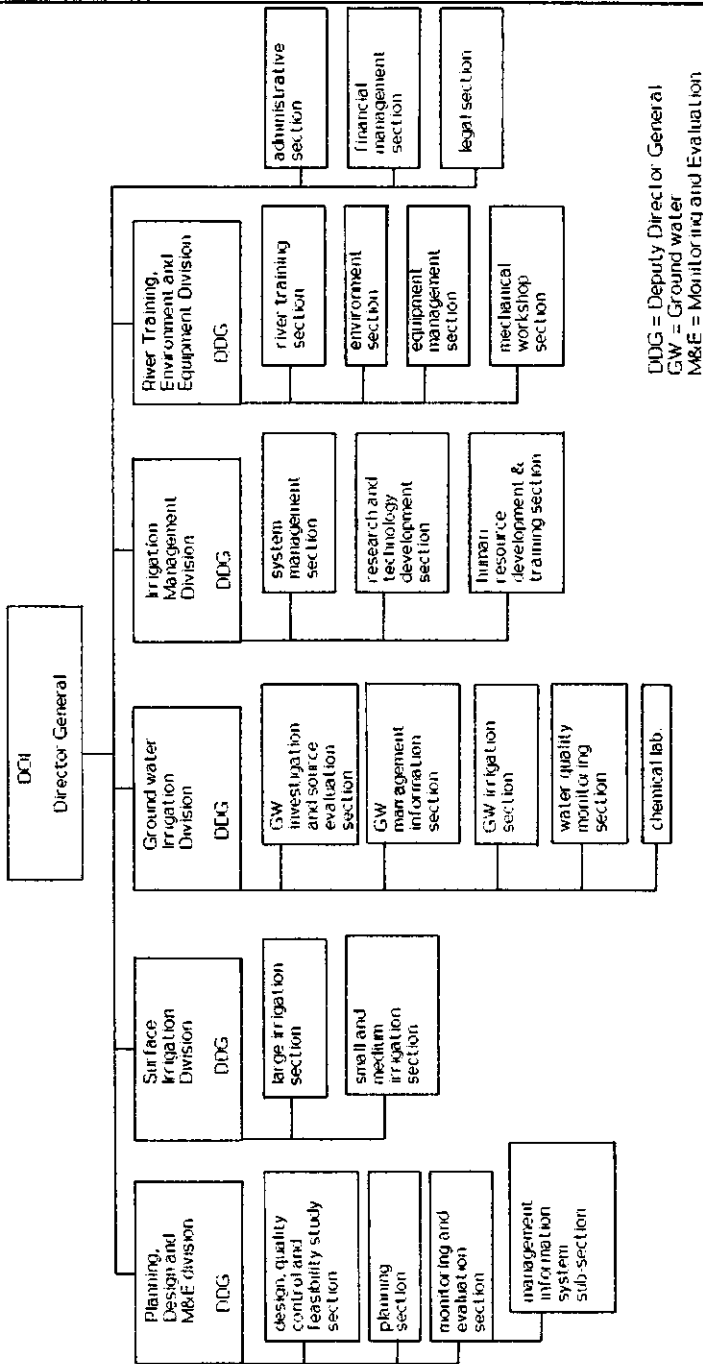 DOI
Director General
Planning,
Design and
M&E division
DDG
design, quality
control and
feasibility study
section
planning
section
monitoring and
evaluation
section
management
information
system
sub-section
Surface
Irrigation
Division
DDG
large irrigation
section
small and
medium
irrigation
section
Ground water
Irrigation
Division
DDG
GW
investigation
and source
evaluation
section
GW
management
information
section
GW irrigation
section
water quality
monitoring
section
chemical lab.
Irrigation
Management
Division
DDG
system
management
section
research and
technology
development
section
human
resource
development &
training section
River Training,
Environment and
Equipment Division
DDG
river training
section
environment
section
equipment
management
section
mechanical
workshop
section
administrative
section
financial
management
section
legal section
DDG = Deputy Director General
GW = Ground water
M&E = Monitoring and Evaluation